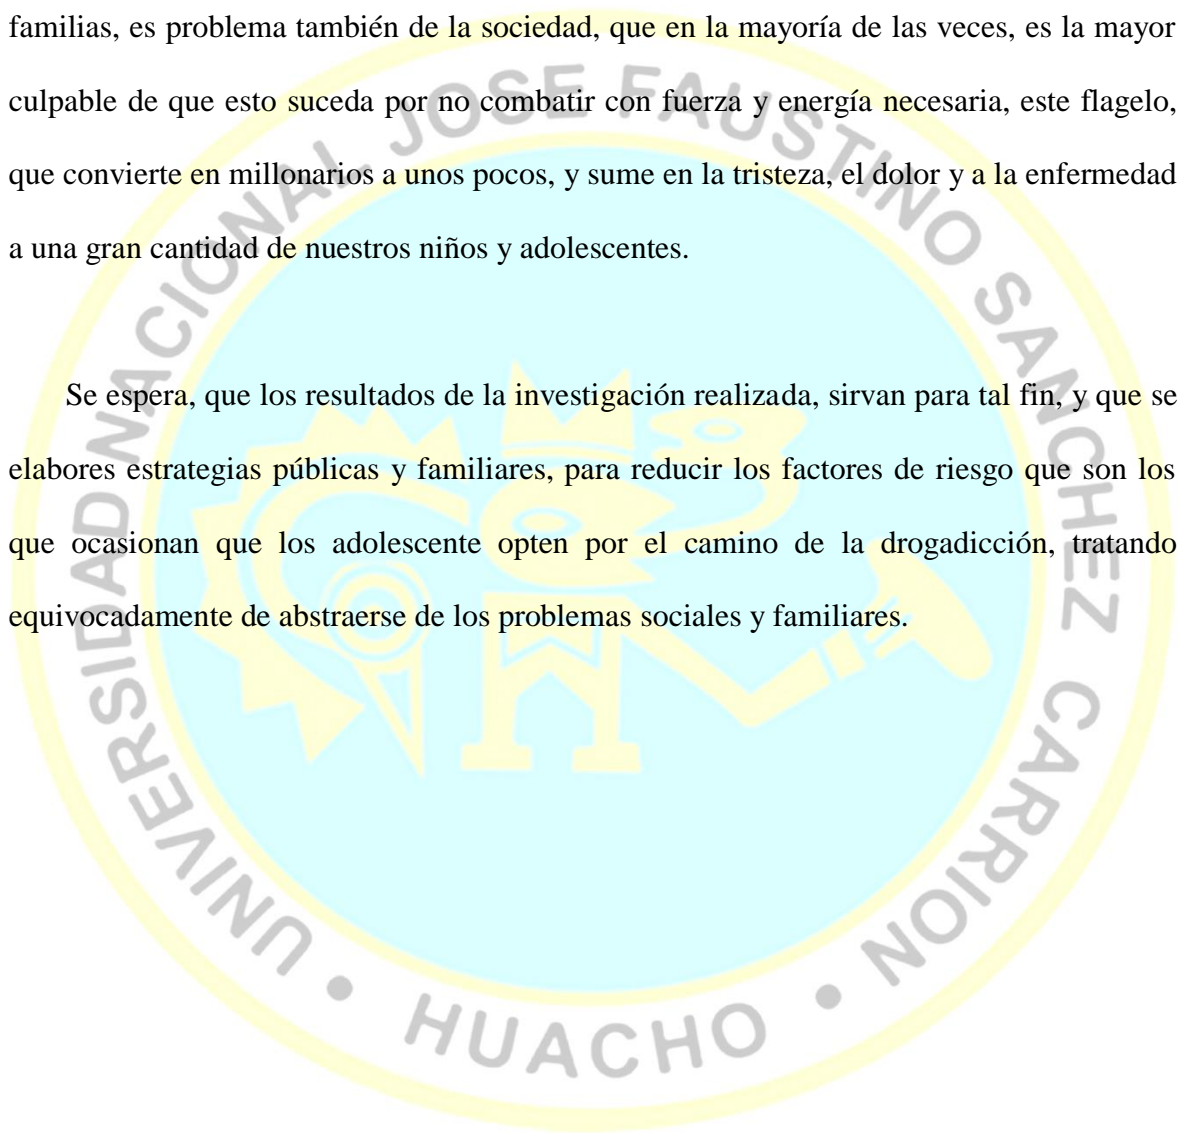 familias, es problema también de la sociedad, que en la mayoría de las veces, es la mayor
culpable de que esto suceda por no combatir con fuerza y energía necesaria, este flagelo,
que convierte en millonarios a unos pocos, y sume en la tristeza, el dolor y a la enfermedad
a una gran cantidad de nuestros niños y adolescentes.
Se espera, que los resultados de la investigación realizada, sirvan para tal fin, y que se
elabores estrategias públicas y familiares, para reducir los factores de riesgo que son los
que ocasionan que los adolescente opten por el camino de la drogadicción, tratando
equivocadamente de abstraerse de los problemas sociales y familiares.
UNIVERSIDAD NACIONAL JOSE FAUSTINO SANCHEZ CARRION
• HUACHO •